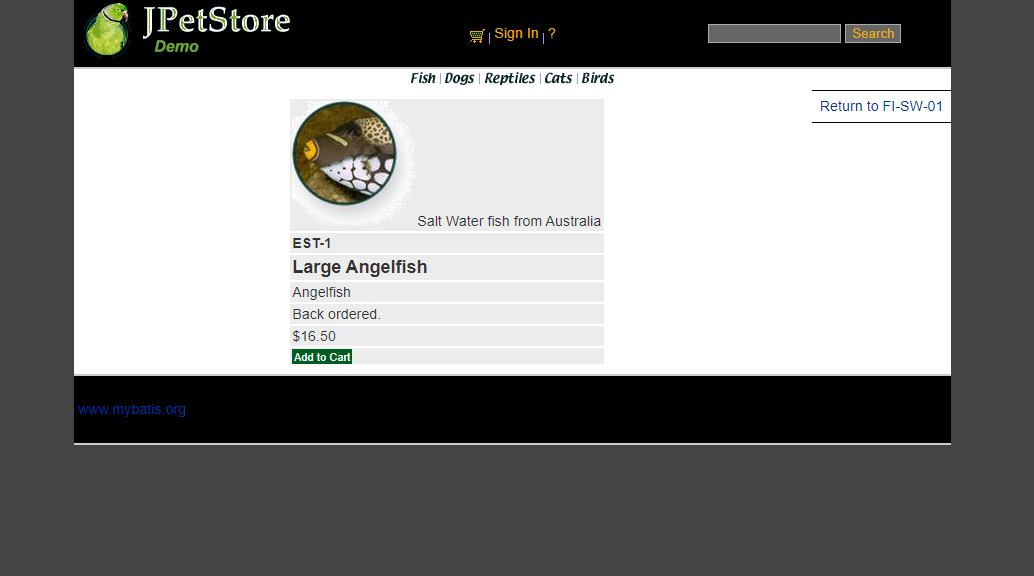 JPetStore
Demo
Sign In | ?
Search
Fish | Dogs | Reptiles | Cats | Birds
Return to FI-SW-01
Salt Water fish from Australia
EST-1
Large Angelfish
Angelfish
Back ordered.
$16.50
Add to Cart
www.mybatis.org